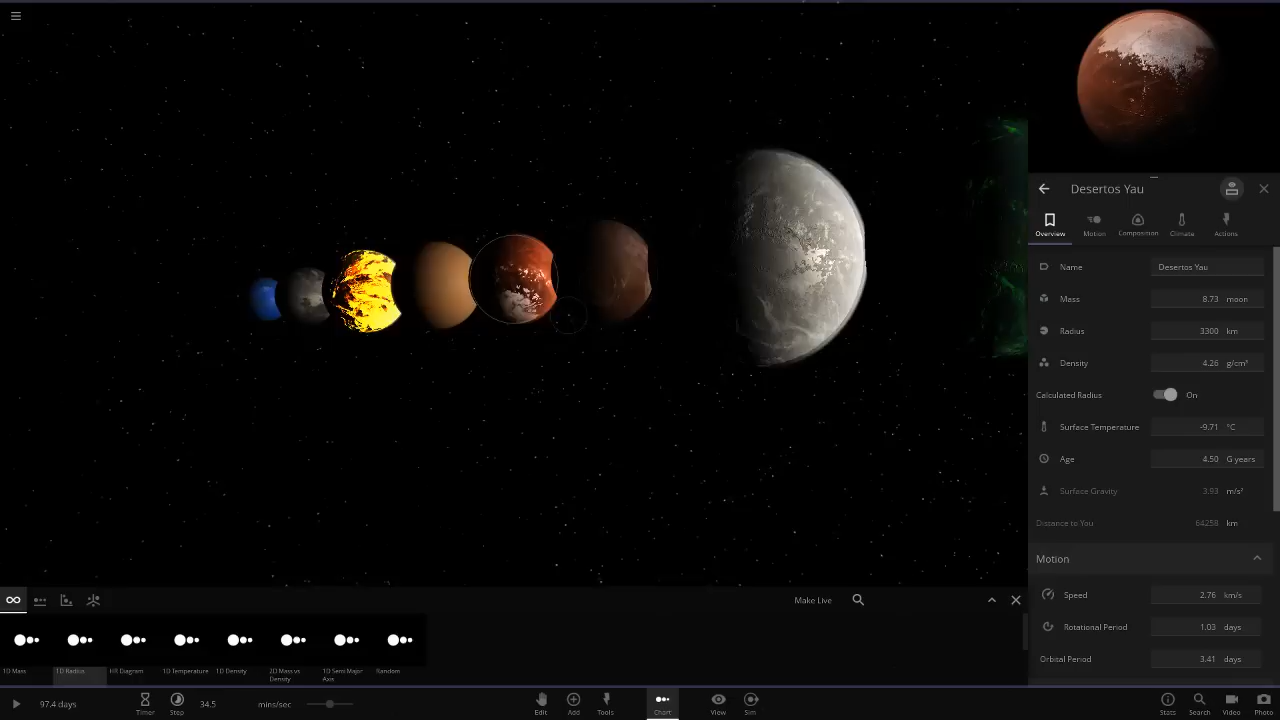 Desertos Yau
Overview Motion Composition Climate Actions
Name Desertos Yau
Mass 8.73 moon
Radius 3300 km
Density 4.26 g/cm³
Calculated Radius On
Surface Temperature -9.71 °C
Age 4.50 G years
Surface Gravity 3.93 m/s²
Distance to You 64258 km
Motion
Speed 2.76 km/s
Rotational Period 1.03 days
Orbital Period 3.41 days
Make Live
1D Mass 1D Radius HR Diagram 1D Temperature 1D Density 2D Mass vs Density 1D Semi Major Axis Random
97.4 days Timer Step 34.5 mins/sec Edit Add Tools Chart View Sim Stats Search Video Photo